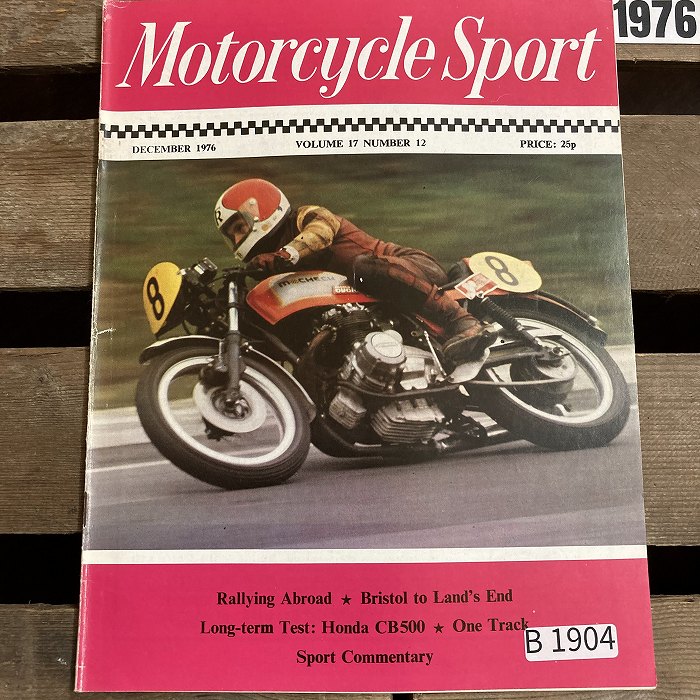 1976
Motorcycle Sport
DECEMBER 1976 VOLUME 17 NUMBER 12 PRICE: 25p
R
8
8
Rallying Abroad ★ Bristol to Land's End
Long-term Test: Honda CB500 ★ One Track
Sport Commentary
B 1904